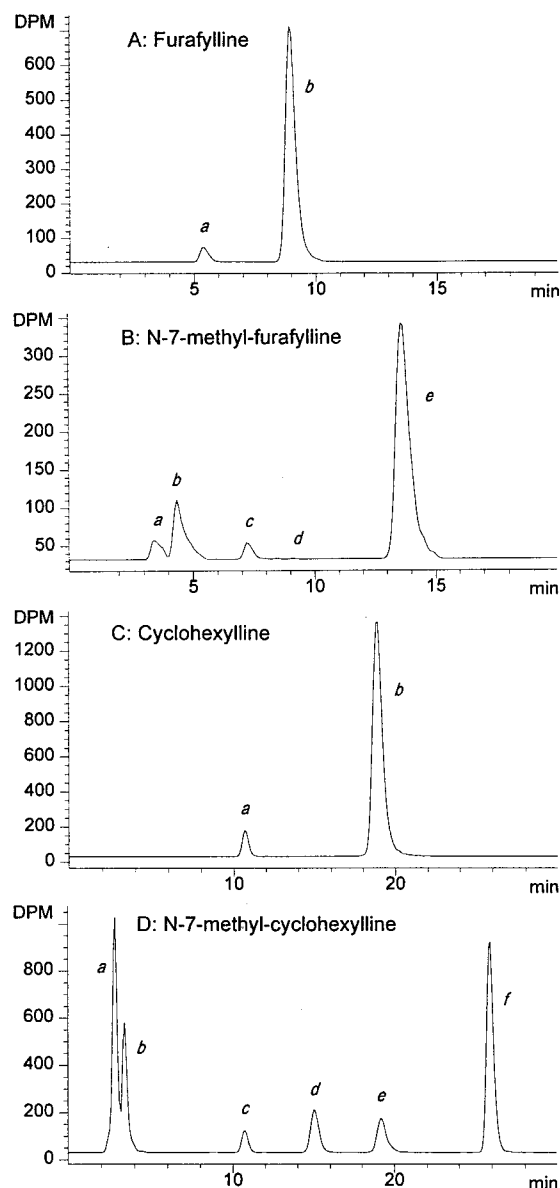 DPM
A: Furafylline
600
500
400
300
200
100
0
a
b
5
10
15
min
DPM
B: N-7-methyl-furafylline
300
250
200
150
100
50
a
b
c
d
e
5
10
15
min
DPM
C: Cyclohexylline
1200
1000
800
600
400
200
0
a
b
10
20
min
DPM
D: N-7-methyl-cyclohexylline
800
600
400
200
0
a
b
c
d
e
f
10
20
min